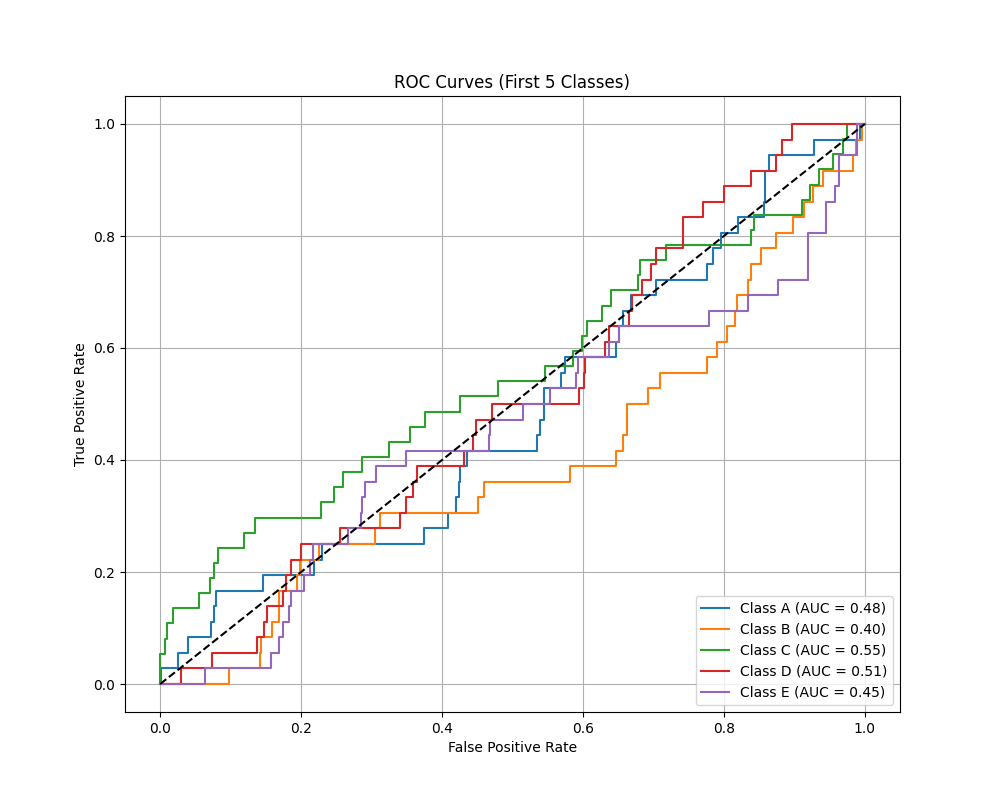 ROC Curves (First 5 Classes)
True Positive Rate
1.0
0.8
0.6
0.4
0.2
0.0
Class A (AUC = 0.48)
Class B (AUC = 0.40)
Class C (AUC = 0.55)
Class D (AUC = 0.51)
Class E (AUC = 0.45)
0.0 0.2 0.4 0.6 0.8 1.0
False Positive Rate